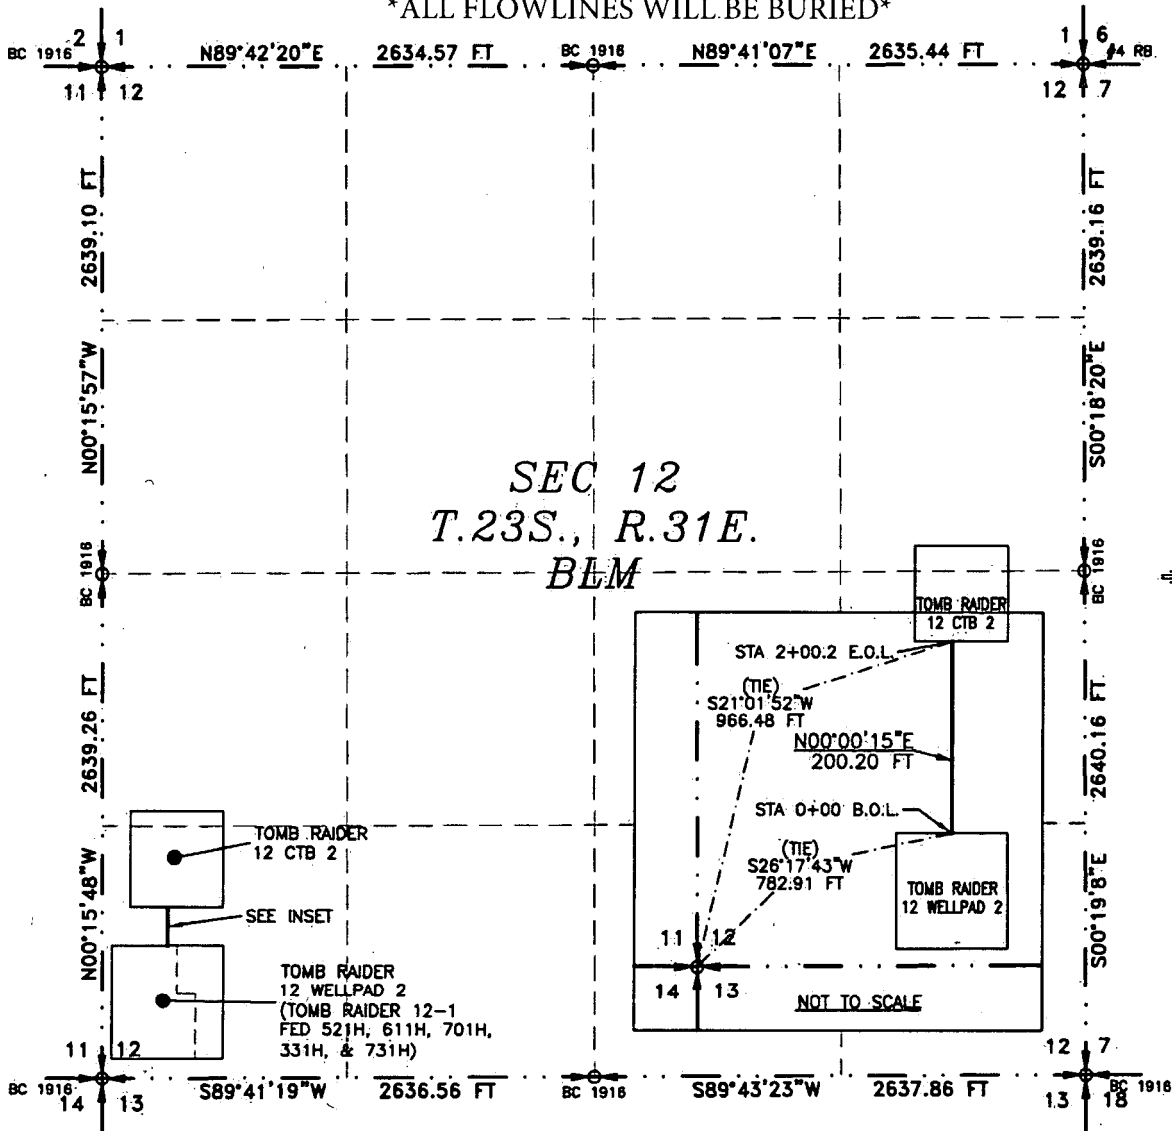 *ALL FLOWLINES WILL BE BURIED*
2 1
BC 1916
N89°42'20"E 2634.57 FT
BC 1916
N89°41'07"E 2635.44 FT
1 6
#4 RB
11 12
12 7
2639.10 FT
N00°15'57"W
2639.16 FT
S00°18'20"E
SEC 12
T.23S., R.31E.
BLM
BC 1916
BC 1916
TOMB RAIDER
12 CTB 2
STA 2+00.2 E.O.L.
(TIE)
S21°01'52"W
966.48 FT
N00°00'15"E
200.20 FT
STA 0+00 B.O.L.
(TIE)
S26°17'43"W
782.91 FT
TOMB RAIDER
12 WELLPAD 2
11 12
14 13
NOT TO SCALE
2639.26 FT
N00°15'48"W
2640.16 FT
S00°19'8"E
TOMB RAIDER
12 CTB 2
SEE INSET
TOMB RAIDER
12 WELLPAD 2
(TOMB RAIDER 12-1
FED 521H, 611H, 701H,
331H, & 731H)
11 12
BC 1916
14 13
S89°41'19"W 2636.56 FT
BC 1916
S89°43'23"W 2637.86 FT
12 7
BC 1916
13 18